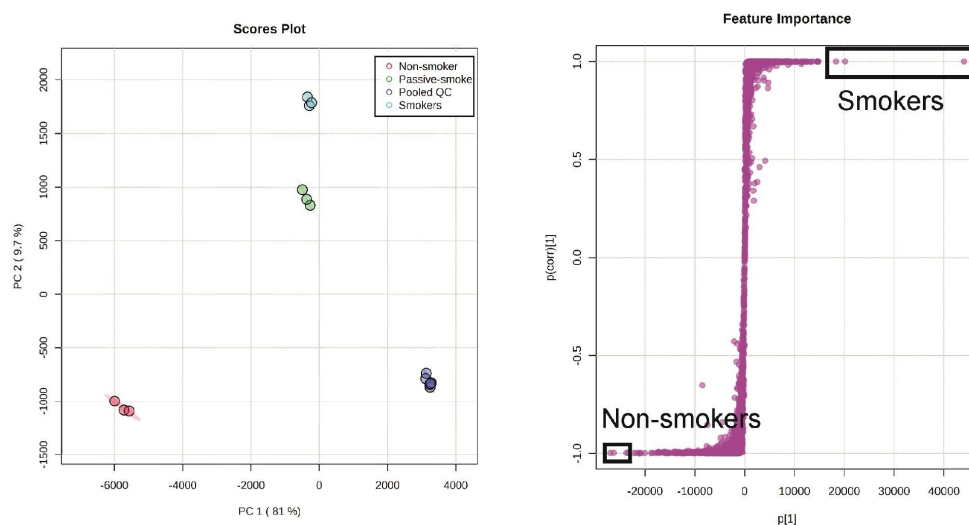 Scores Plot
Non-smoker
Passive-smoke
Pooled QC
Smokers
2000
1500
1000
500
0
-500
-1000
-1500
-6000 -4000 -2000 0 2000 4000
PC 1 ( 81 %)
PC 2 ( 9.7 %)
Feature Importance
Smokers
Non-smokers
1.0
0.5
0.0
-0.5
-1.0
-20000 -10000 0 10000 20000 30000 40000
p[1]
p(corr)[1]